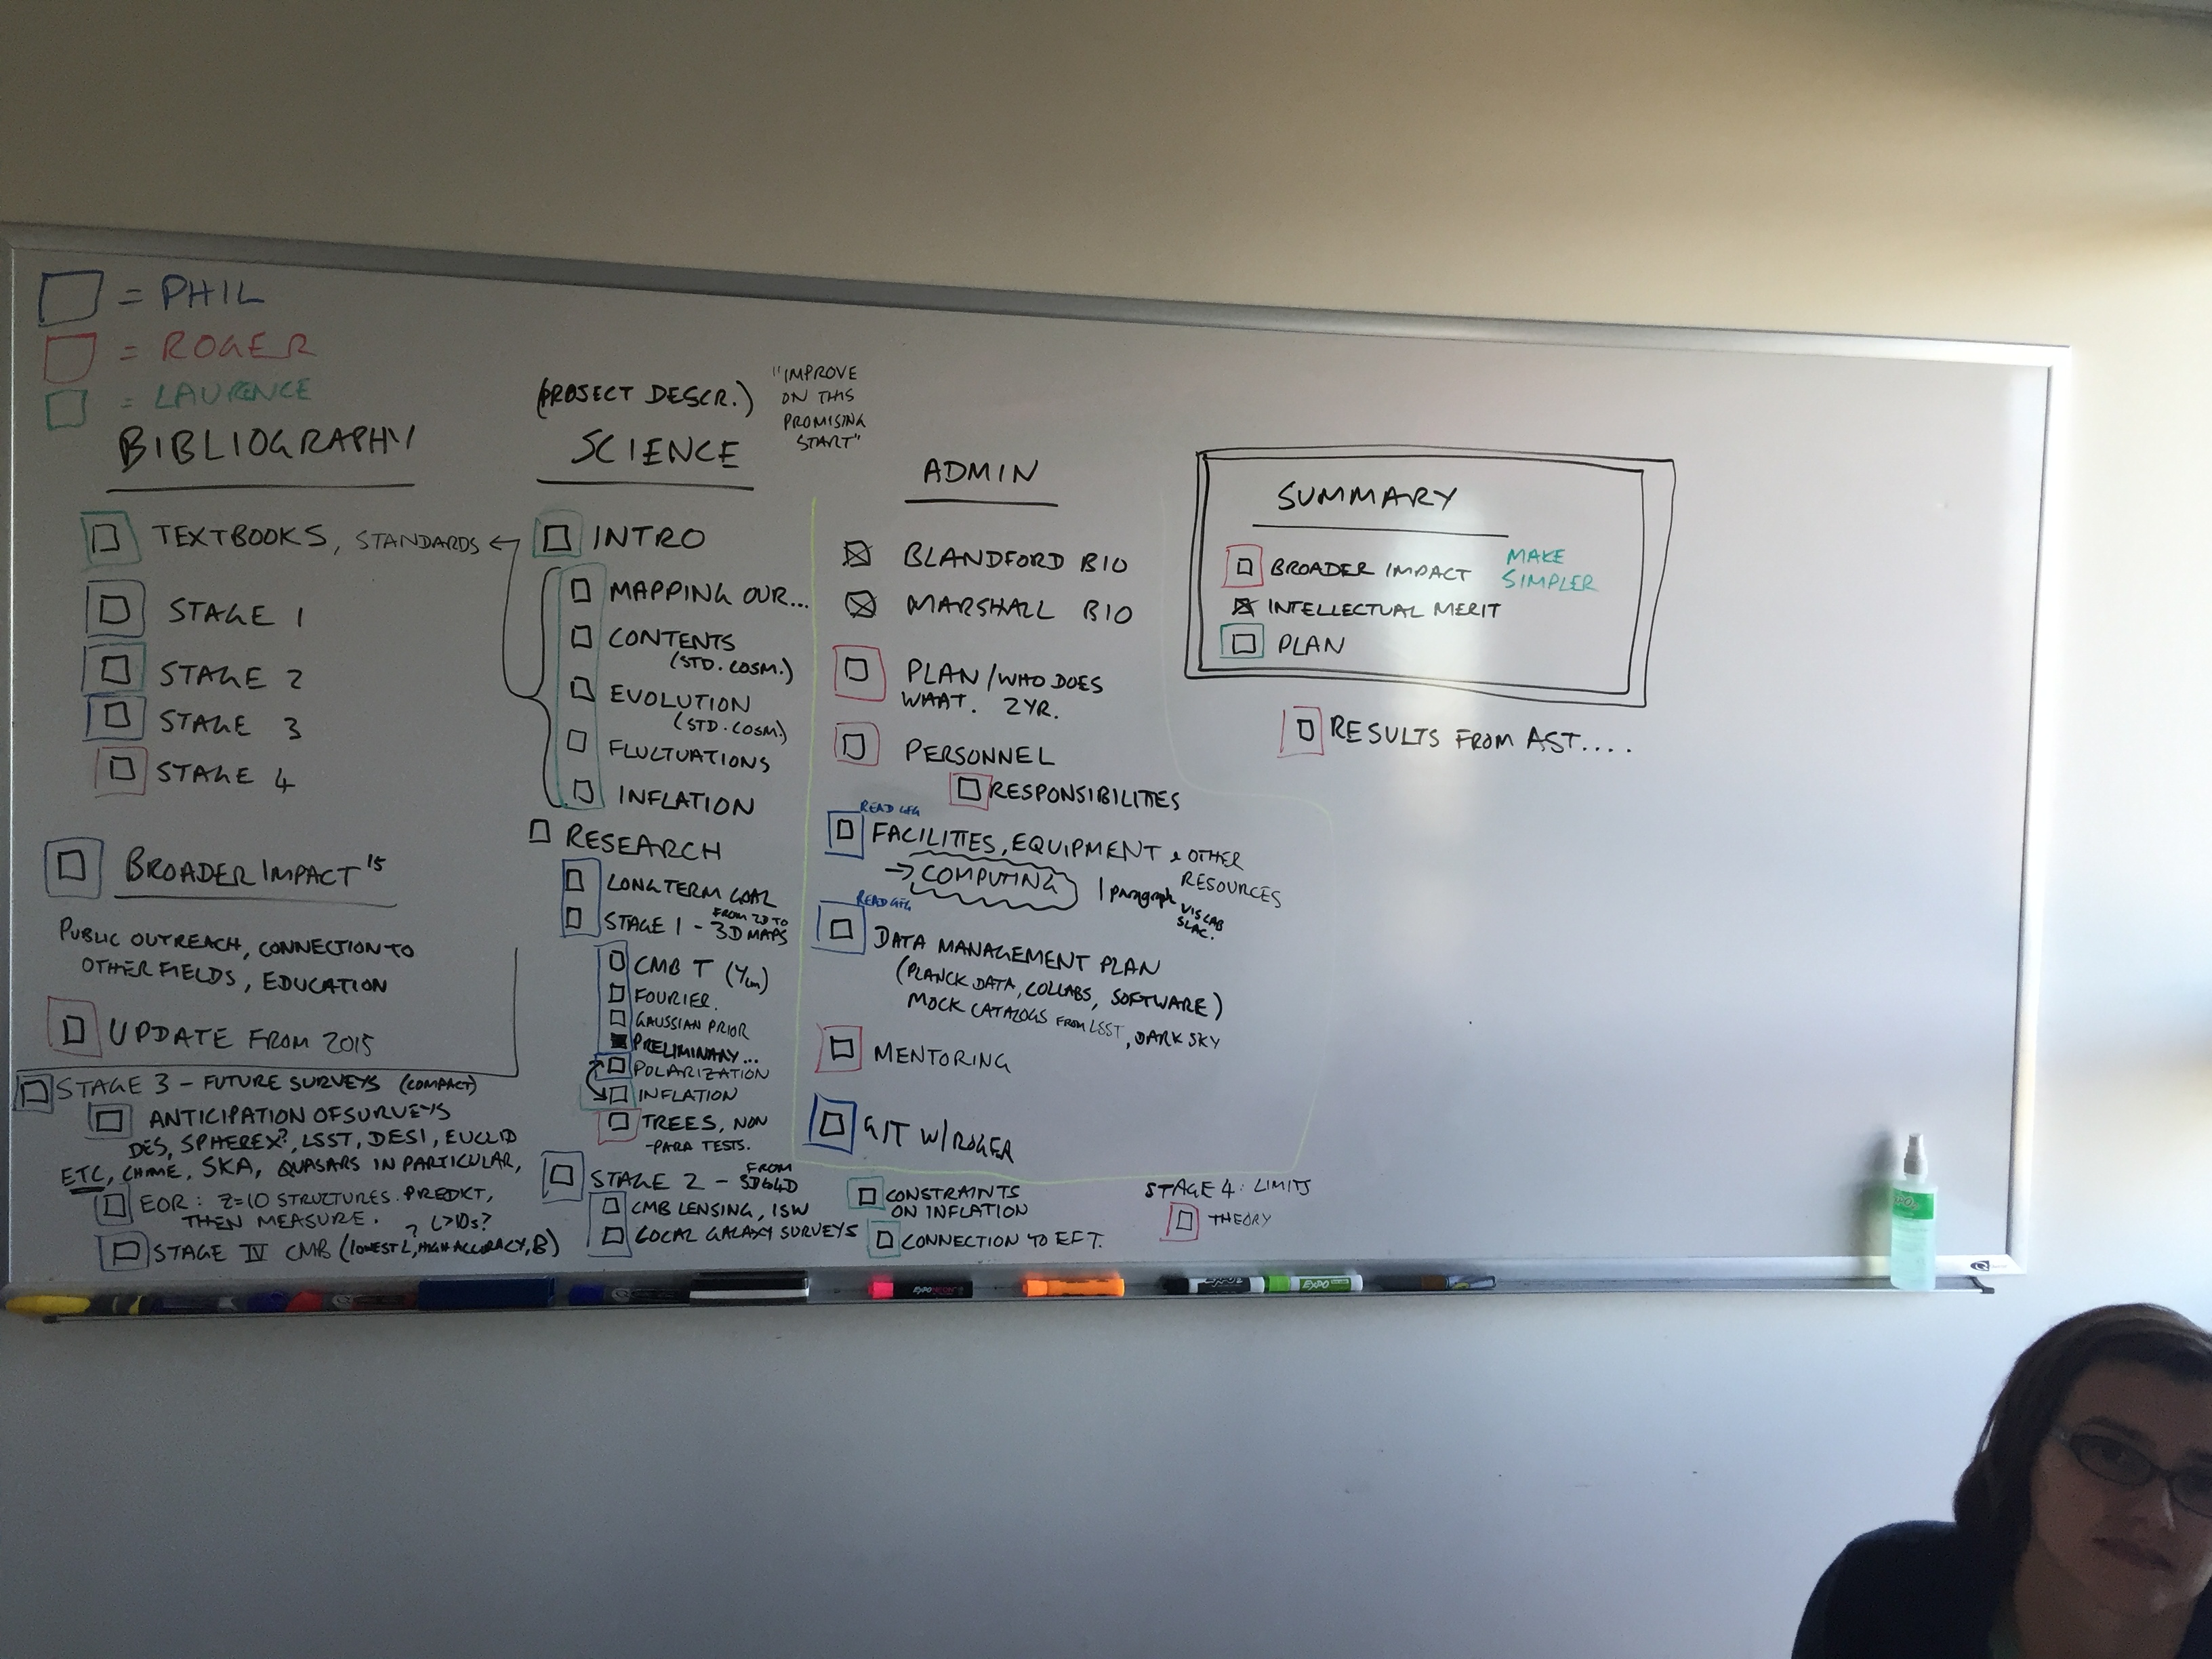 = PHIL
= ROGER
= LAURENCE
BIBLIOGRAPHY
TEXTBOOKS, STANDARDS
STAGE 1
STAGE 2
STAGE 3
STAGE 4
BROADER IMPACT '15
PUBLIC OUTREACH, CONNECTION TO
OTHER FIELDS, EDUCATION
UPDATE FROM 2015
(PROJECT DESCR.)
"IMPROVE
ON THIS
PROMISING
START"
SCIENCE
INTRO
MAPPING OUR...
CONTENTS
(STD. COSM.)
EVOLUTION
(STD. COSM.)
FLUCTUATIONS
INFLATION
RESEARCH
LONG TERM GOAL
STAGE 1 - FROM 2D TO
3D MAPS
CMB T (Ylm)
FOURIER
GAUSSIAN PRIOR
PRELIMINARY...
POLARIZATION
INFLATION
TREES, NON
-PARA TESTS.
STAGE 2 - FROM
3D to 4D
CMB LENSING, ISW
LOCAL GALAXY SURVEYS
CONSTRAINTS
ON INFLATION
CONNECTION TO EFT.
STAGE 3 - FUTURE SURVEYS (COMPACT)
ANTICIPATION OF SURVEYS
DES, SPHEREX?, LSST, DESI, EUCLID
ETC, CHIME, SKA, QUASARS IN PARTICULAR,
EOR: Z=10 STRUCTURES. PREDICT,
THEN MEASURE. ? L>10s?
STAGE IV CMB (LOWEST L, HIGH ACCURACY, B)
STAGE 4: LIMITS
THEORY
ADMIN
BLANDFORD BIO
MARSHALL BIO
PLAN/WHO DOES
WHAT. 2YR.
PERSONNEL
RESPONSIBILITIES
READ GFG
FACILITIES, EQUIPMENT & OTHER
RESOURCES
→ COMPUTING
1 paragraph
VISLAB
SLAC.
READ GFG
DATA MANAGEMENT PLAN
(PLANCK DATA, COLLABS, SOFTWARE)
MOCK CATALOGS FROM LSST, DARK SKY
MENTORING
GIT W/ROGER
SUMMARY
BROADER IMPACT
MAKE
SIMPLER
INTELLECTUAL MERIT
PLAN
RESULTS FROM AST....
EXPO
EXPO